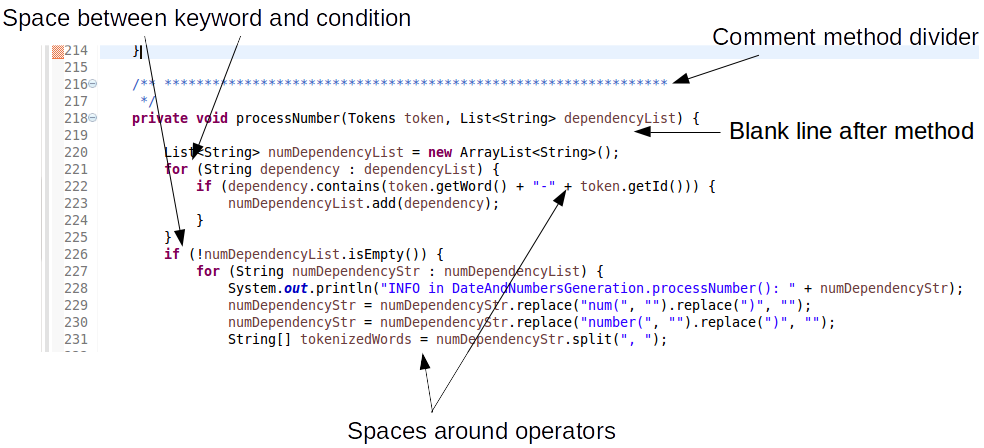 Space between keyword and condition
Comment method divider
214 }
215
216 /** ***************************************************************
217 */
218 private void processNumber(Tokens token, List<String> dependencyList) {
219
Blank line after method
220 List<String> numDependencyList = new ArrayList<String>();
221 for (String dependency : dependencyList) {
222 if (dependency.contains(token.getWord() + "-" + token.getId())) {
223 numDependencyList.add(dependency);
224 }
225 }
226 if (!numDependencyList.isEmpty()) {
227 for (String numDependencyStr : numDependencyList) {
228 System.out.println("INFO in DateAndNumbersGeneration.processNumber(): " + numDependencyStr);
229 numDependencyStr = numDependencyStr.replace("num(", "").replace(")", "");
230 numDependencyStr = numDependencyStr.replace("number(", "").replace(")", "");
231 String[] tokenizedWords = numDependencyStr.split(", ");
Spaces around operators